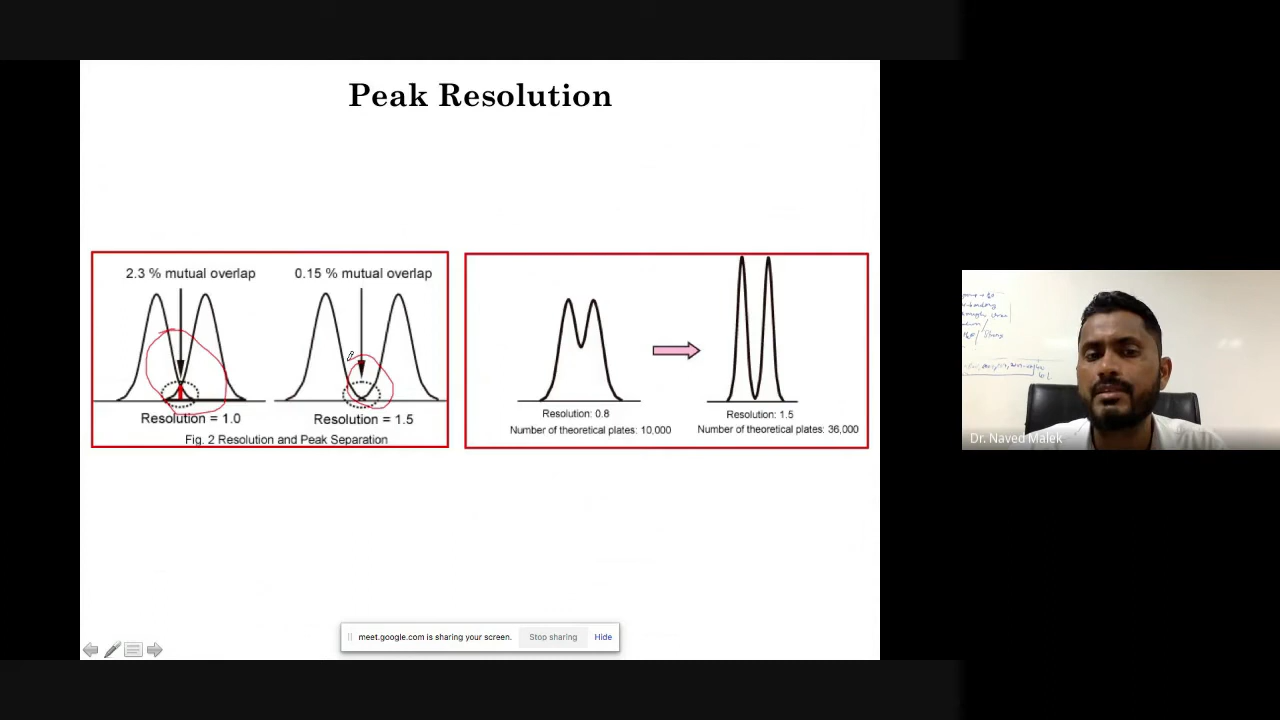 Peak Resolution
2.3 % mutual overlap
0.15 % mutual overlap
Resolution = 1.0
Resolution = 1.5
Fig. 2 Resolution and Peak Separation
Resolution: 0.8
Number of theoretical plates: 10,000
Resolution: 1.5
Number of theoretical plates: 36,000
meet.google.com is sharing your screen.
Stop sharing
Hide
Dr. Naved Malek